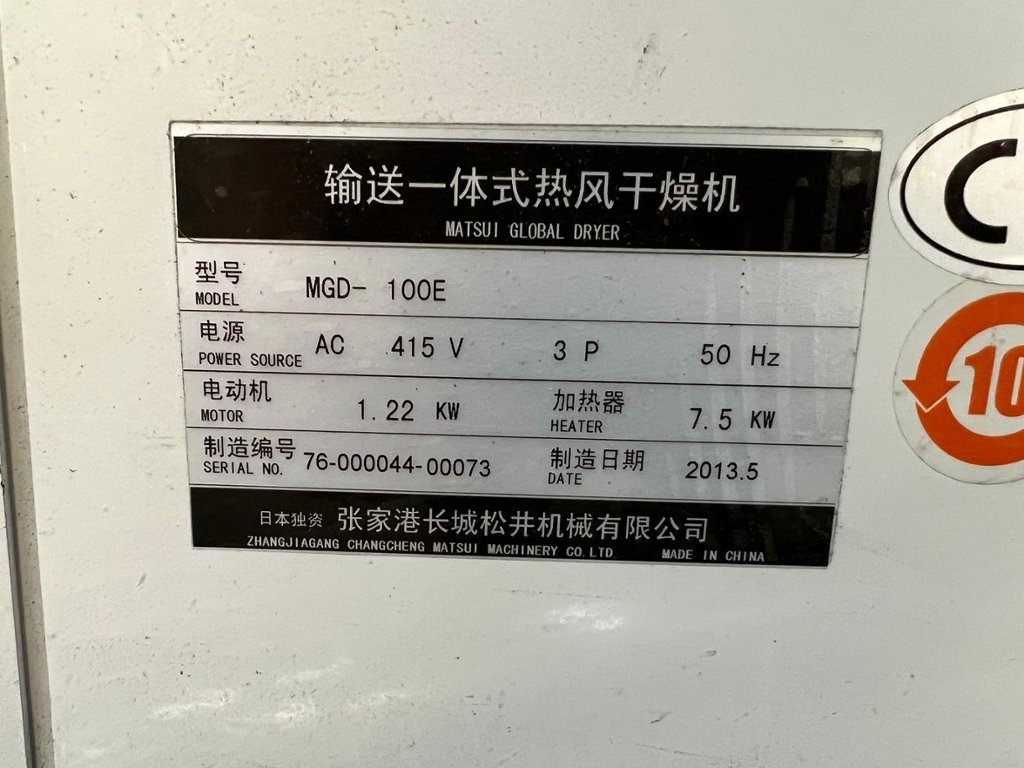 输送一体式热风干燥机
MATSUI GLOBAL DRYER
型号 MODEL MGD- 100E
电源 POWER SOURCE AC 415 V 3 P 50 Hz
电动机 MOTOR 1.22 KW 加热器 HEATER 7.5 KW
制造编号 SERIAL NO. 76-000044-00073 制造日期 DATE 2013.5
日本独资 张家港长城松井机械有限公司
ZHANGJIAGANG CHANGCHENG MATSUI MACHINERY CO.LTD. MADE IN CHINA
C
10